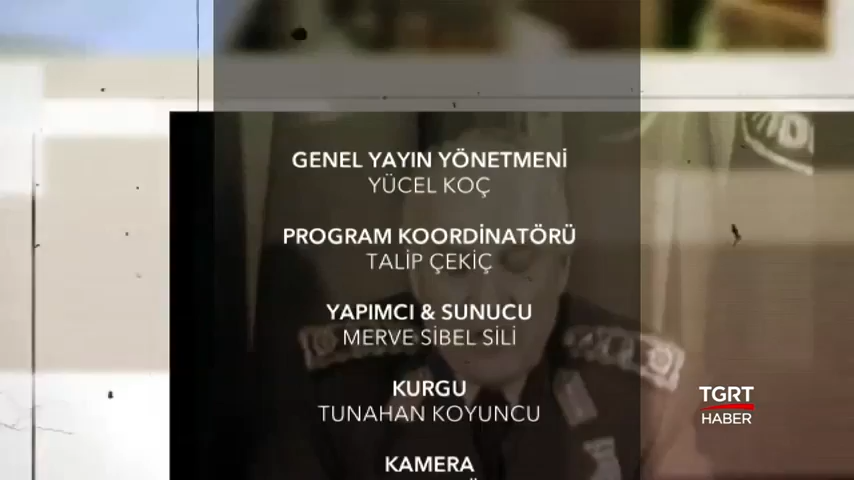 GENEL YAYIN YÖNETMENİ
YÜCEL KOÇ
PROGRAM KOORDİNATÖRÜ
TALİP ÇEKİÇ
YAPIMCI & SUNUCU
MERVE SİBEL SİLİ
KURGU
TUNAHAN KOYUNCU
KAMERA
TGRT
HABER